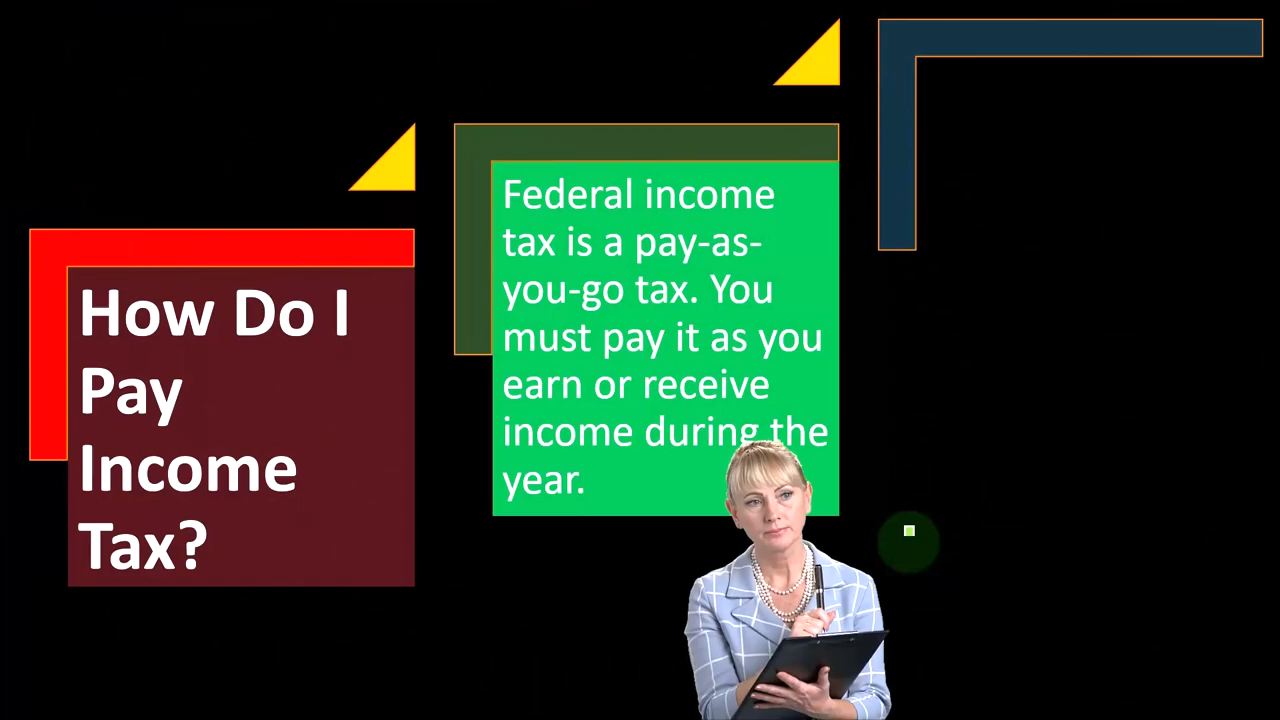 How Do I
Pay
Income
Tax?
Federal income
tax is a pay-as-
you-go tax. You
must pay it as you
earn or receive
income during the
year.